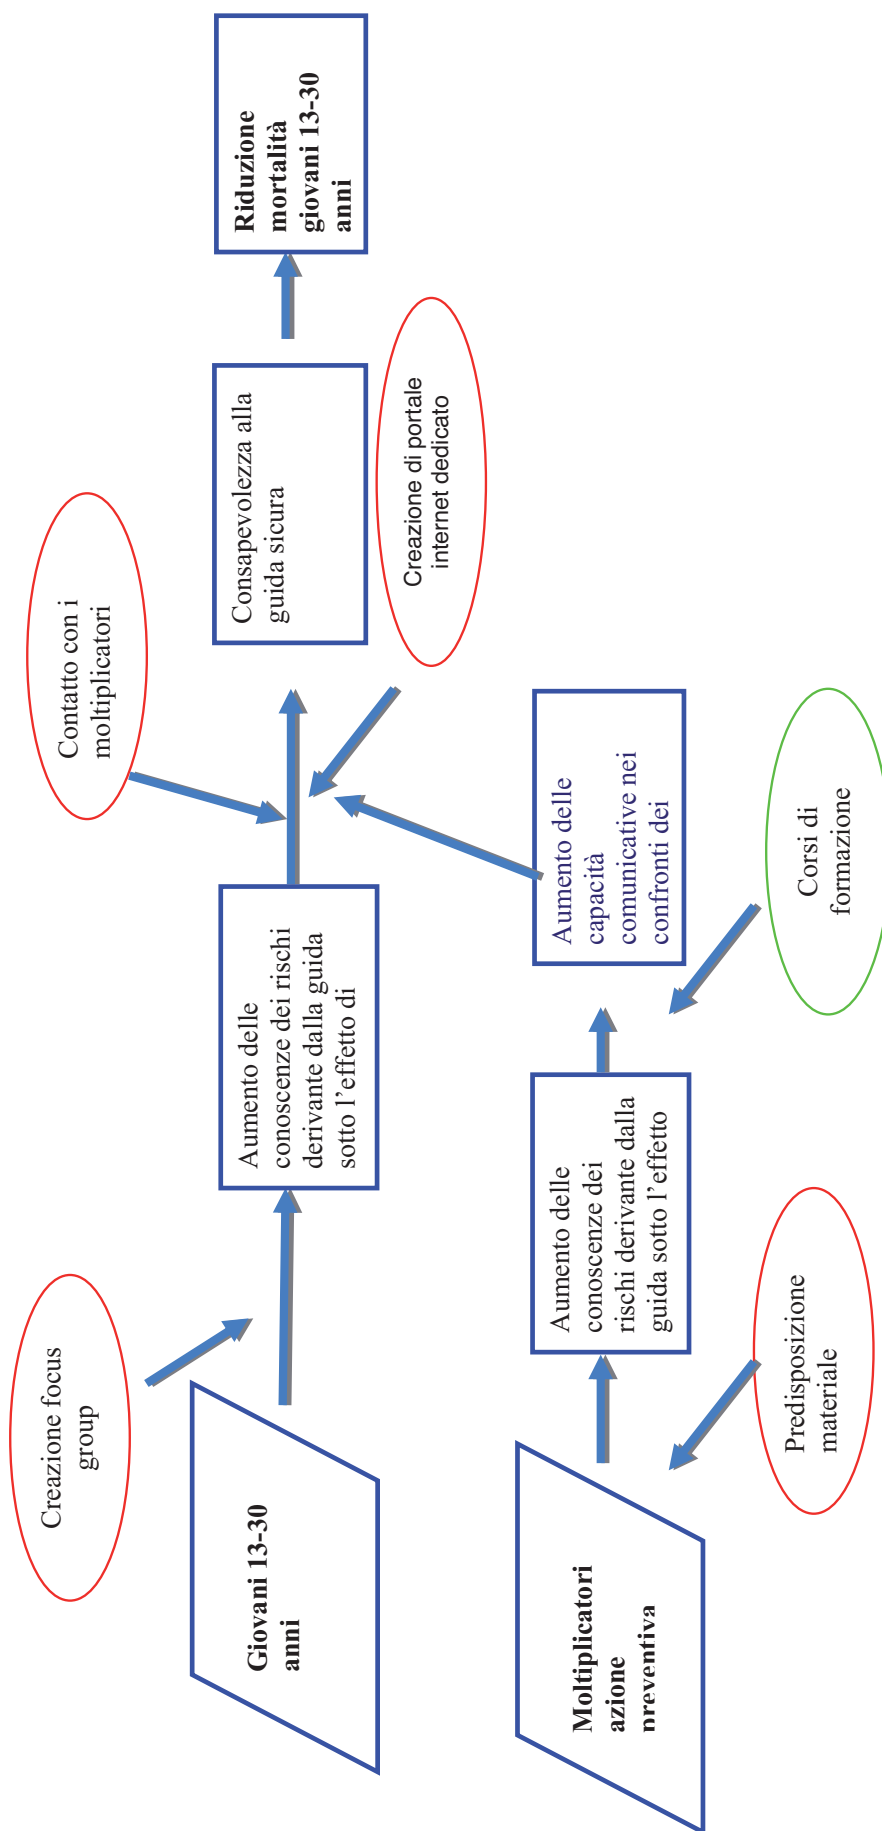 Creazione focus
group
Contatto con i
moltiplicatori
Giovani 13-30
anni
Aumento delle
conoscenze dei rischi
derivante dalla guida
sotto l’effetto di
Consapevolezza alla
guida sicura
Riduzione
mortalità
giovani 13-30
anni
Creazione di portale
internet dedicato
Moltiplicatori
azione
preventiva
Aumento delle
conoscenze dei
rischi derivante dalla
guida sotto l’effetto
Aumento delle
capacità
comunicative nei
confronti dei
Predisposizione
materiale
Corsi di
formazione